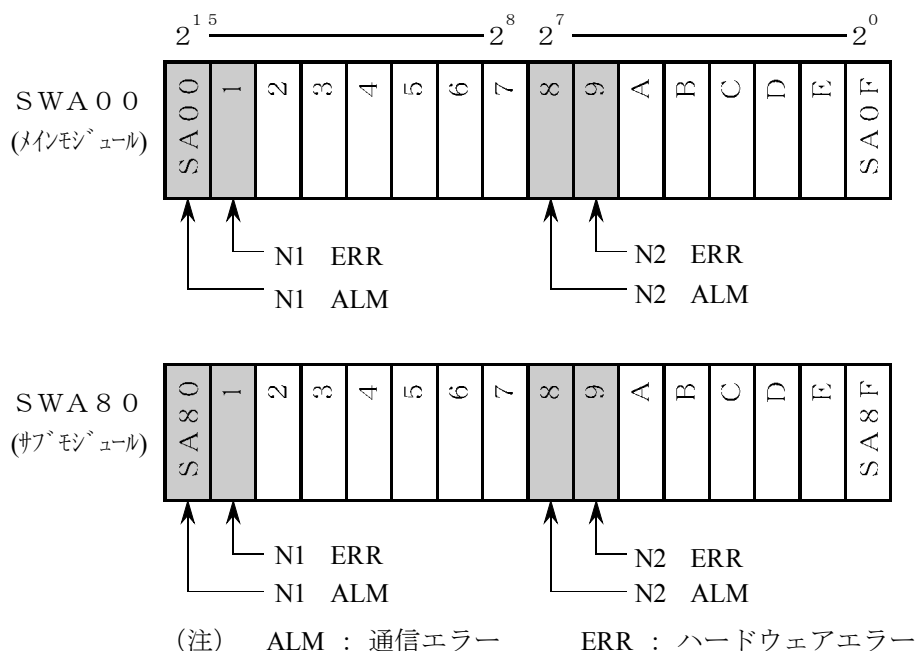 2¹⁵ 2⁸ 2⁷ 2⁰
SWA00
(メインモジュール)
SA00 1 2 3 4 5 6 7 8 9 A B C D E SA0F
N1 ERR N2 ERR
N1 ALM N2 ALM
SWA80
(サブモジュール)
SA80 1 2 3 4 5 6 7 8 9 A B C D E SA8F
N1 ERR N2 ERR
N1 ALM N2 ALM
(注) ALM : 通信エラー ERR : ハードウェアエラー